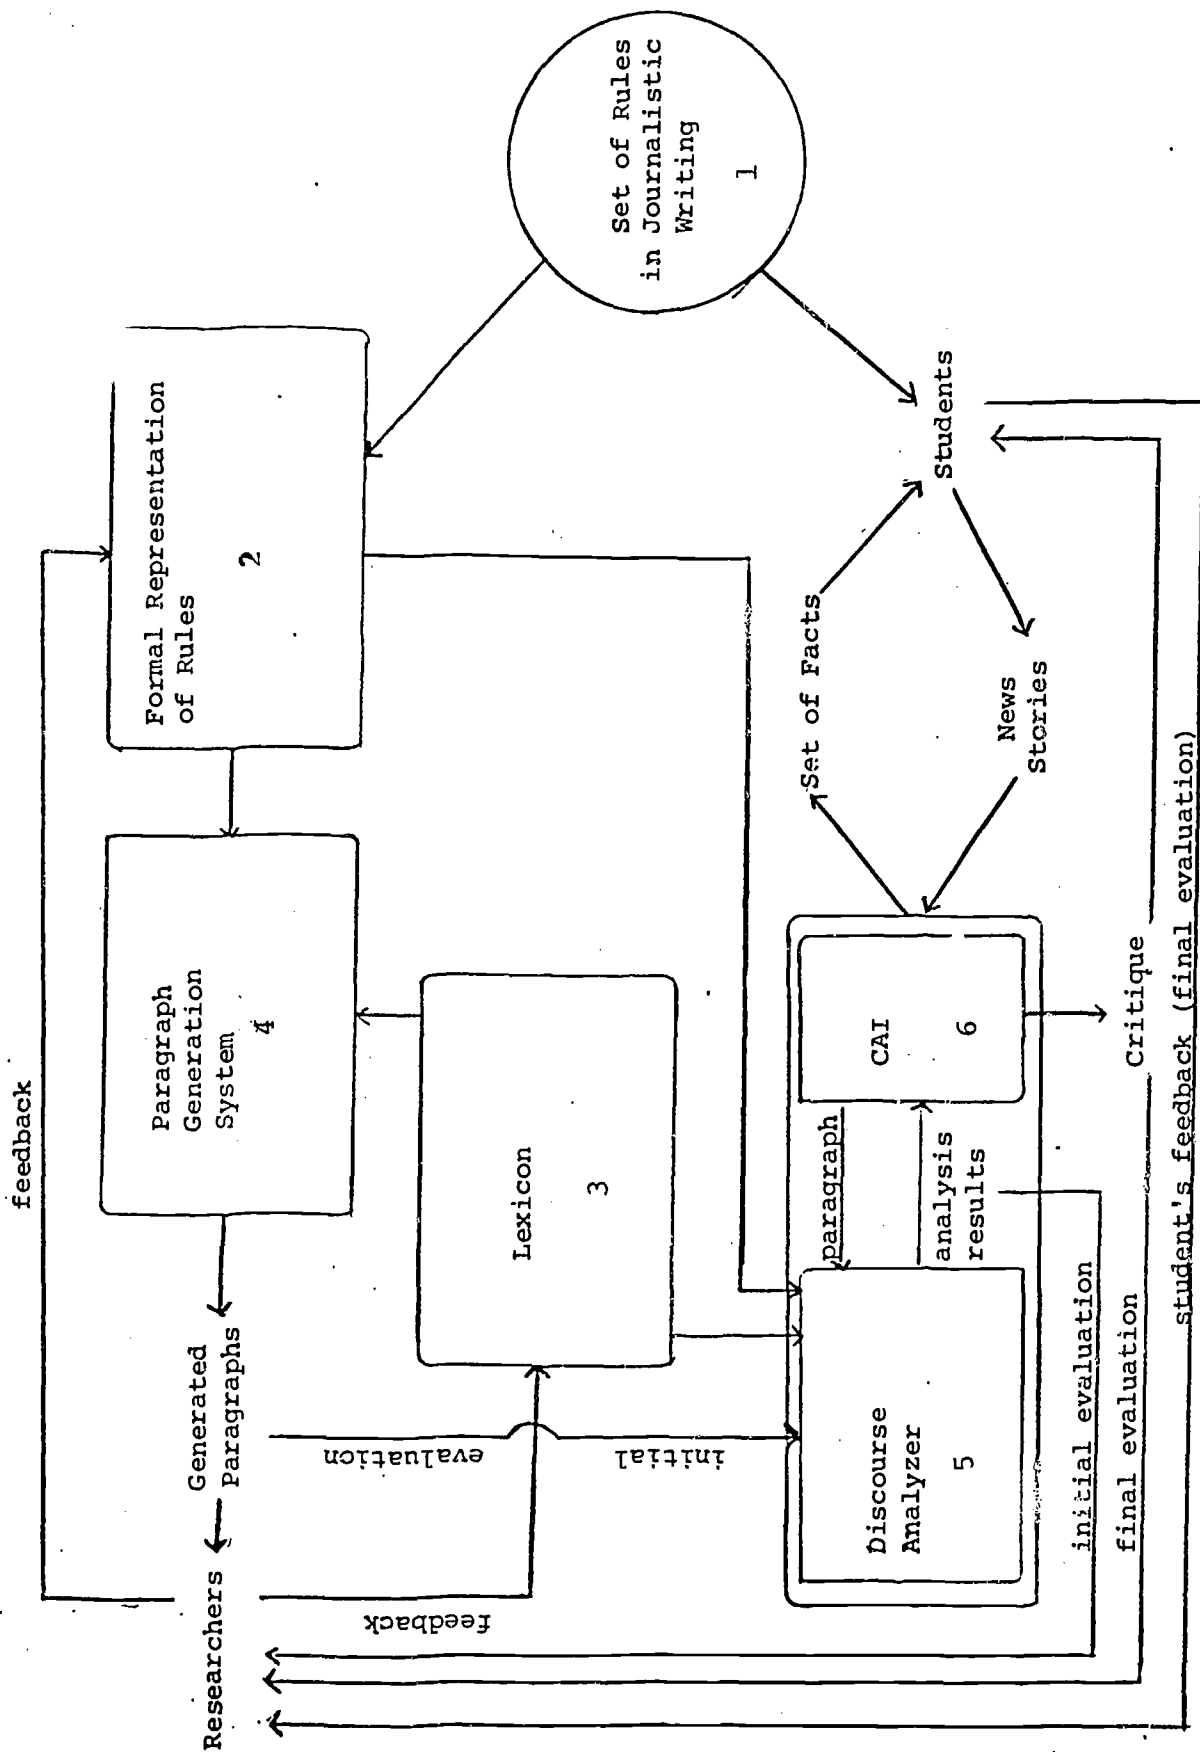 Set of Rules
in Journalistic
Writing
1
Formal Representation
of Rules
2
feedback
Paragraph
Generation
System
4
Lexicon
3
Generated
Paragraphs
Researchers
feedback
evaluation
initial
Students
Set of Facts
News
Stories
CAI
6
paragraph
analysis
results
Discourse
Analyzer
5
Critique
initial evaluation
final evaluation
student's feedback (final evaluation)